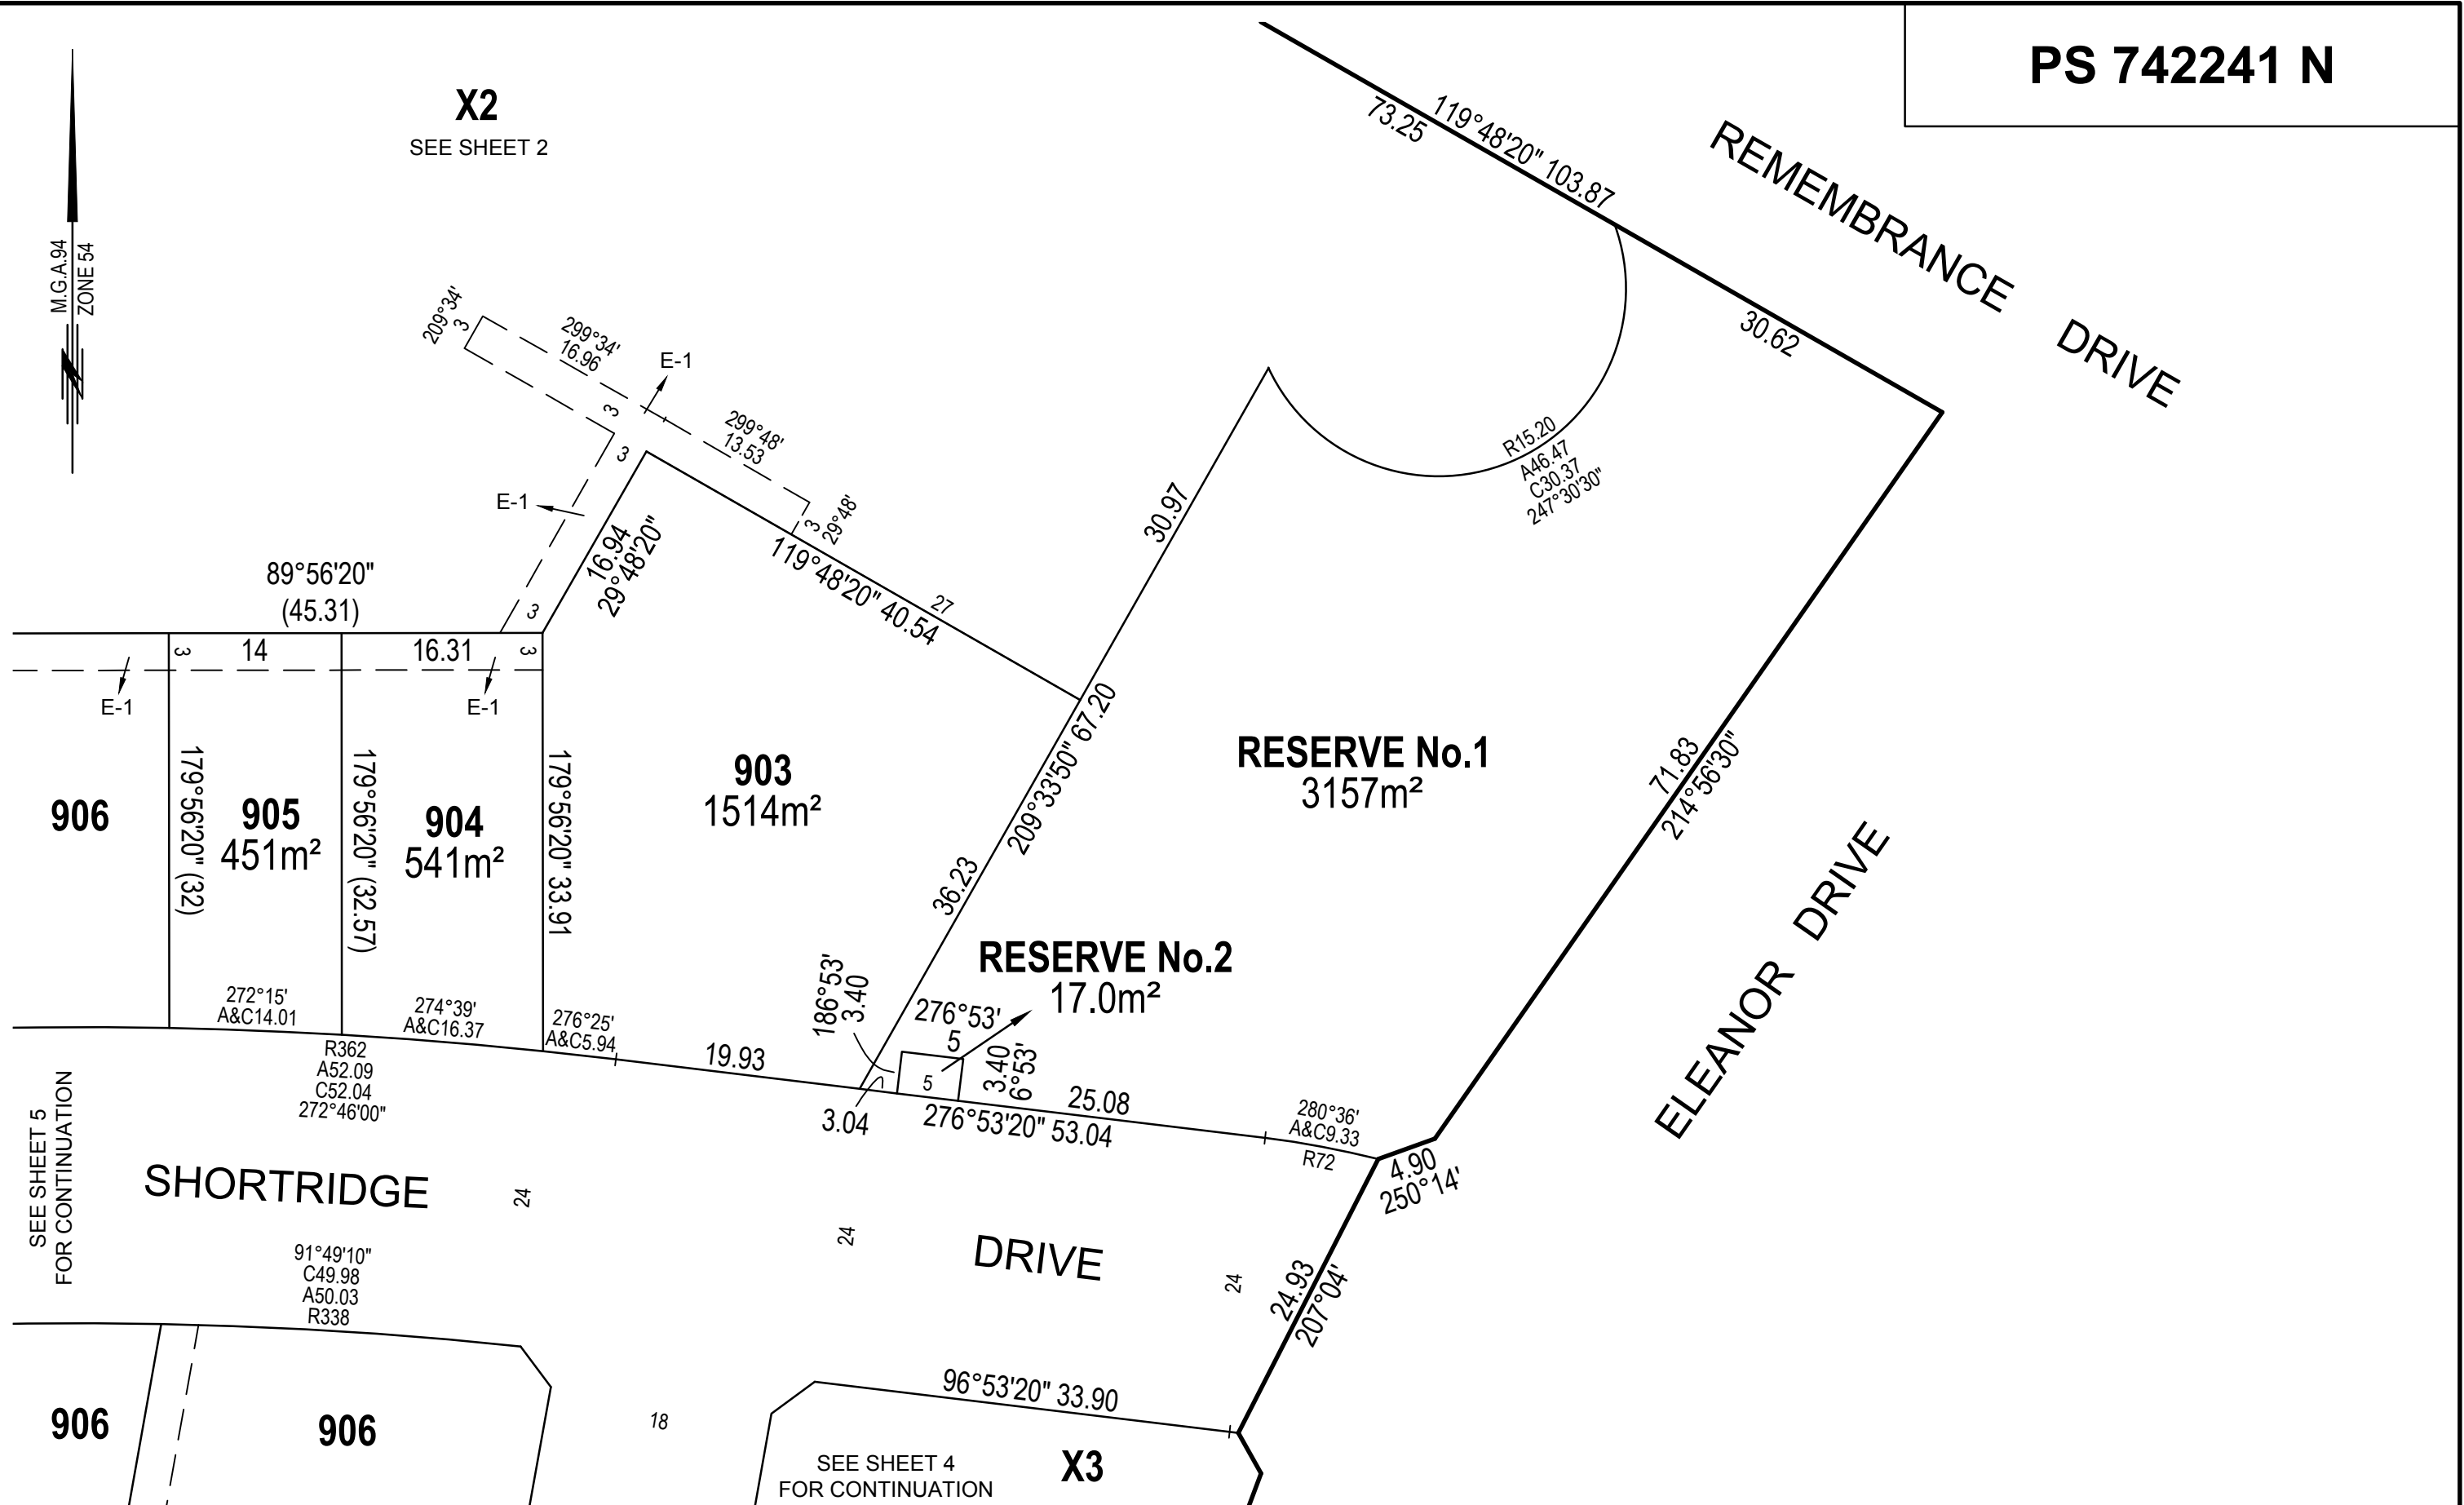 PS 742241 N
X2
SEE SHEET 2
M.G.A.94
ZONE 54
73.25
119°48'20" 103.87
REMEMBRANCE DRIVE
30.62
209°34'
3
299°34'
16.96
E-1
3
299°48'
13.53
3
29°48'
3
E-1
16.94
29°48'20"
3
119°48'20" 40.54
27
30.97
R15.20
A46.47
C30.37
247°30'30"
89°56'20"
(45.31)
3
14
16.31
3
E-1
E-1
209°33'50" 67.20
36.23
RESERVE No.1
3157m²
71.83
214°56'30"
ELEANOR DRIVE
906
179°56'20" (32)
905
451m²
179°56'20" (32.57)
904
541m²
179°56'20" 33.91
903
1514m²
RESERVE No.2
17.0m²
186°53'
3.40
276°53'
5
5
3.40
6°53'
272°15'
A&C14.01
274°39'
A&C16.37
276°25'
A&C5.94
19.93
3.04
25.08
276°53'20" 53.04
280°36'
A&C9.33
R72
4.90
250°14'
R362
A52.09
C52.04
272°46'00"
SEE SHEET 5
FOR CONTINUATION
SHORTRIDGE DRIVE
24
24
24
24.93
207°04'
91°49'10"
C49.98
A50.03
R338
96°53'20" 33.90
906
906
18
SEE SHEET 4
FOR CONTINUATION
X3